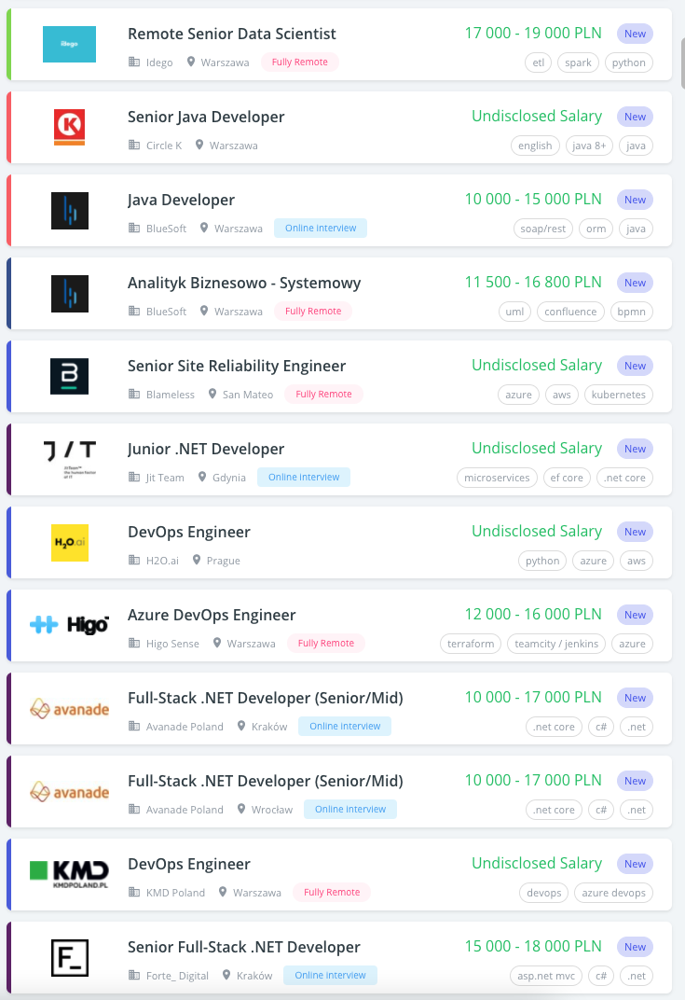 idego
Remote Senior Data Scientist
17 000 - 19 000 PLN New
Idego Warszawa Fully Remote
etl spark python
K
Senior Java Developer
Undisclosed Salary New
Circle K Warszawa
english java 8+ java
Java Developer
10 000 - 15 000 PLN New
BlueSoft Warszawa Online interview
soap/rest orm java
Analityk Biznesowo - Systemowy
11 500 - 16 800 PLN New
BlueSoft Warszawa Fully Remote
uml confluence bpmn
B
Senior Site Reliability Engineer
Undisclosed Salary New
Blameless San Mateo Fully Remote
azure aws kubernetes
J/T
Jit Team™
the human factor
of IT
Junior .NET Developer
Undisclosed Salary New
Jit Team Gdynia Online interview
microservices ef core .net core
H2O.ai
DevOps Engineer
Undisclosed Salary New
H2O.ai Prague
python azure aws
Higo
Azure DevOps Engineer
12 000 - 16 000 PLN New
Higo Sense Warszawa Fully Remote
terraform teamcity / jenkins azure
avanade
Full-Stack .NET Developer (Senior/Mid)
10 000 - 17 000 PLN New
Avanade Poland Kraków Online interview
.net core c# .net
avanade
Full-Stack .NET Developer (Senior/Mid)
10 000 - 17 000 PLN New
Avanade Poland Wrocław Online interview
.net core c# .net
KMD
KMDPOLAND.PL
DevOps Engineer
Undisclosed Salary New
KMD Poland Warszawa Fully Remote
devops azure devops
F_
Senior Full-Stack .NET Developer
15 000 - 18 000 PLN New
Forte_ Digital Kraków Online interview
asp.net mvc c# .net